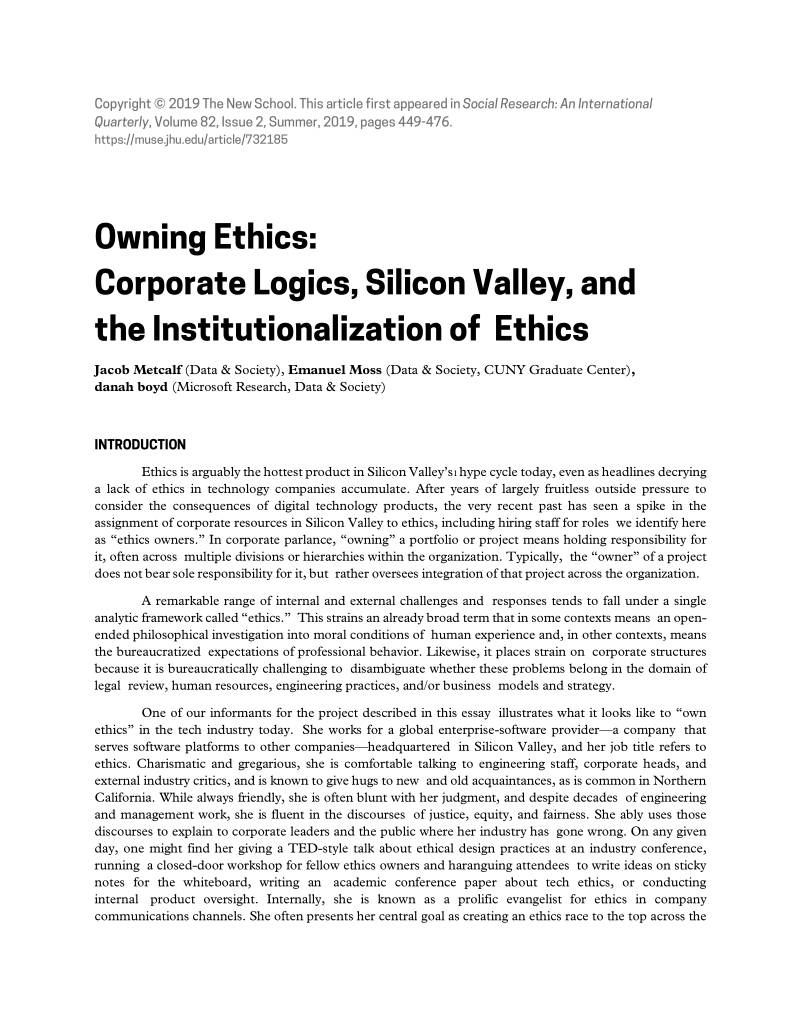 Copyright © 2019 The New School. This article first appeared in Social Research: An International
Quarterly, Volume 82, Issue 2, Summer, 2019, pages 449-476.
https://muse.jhu.edu/article/732185
Owning Ethics:
Corporate Logics, Silicon Valley, and
the Institutionalization of Ethics
Jacob Metcalf (Data & Society), Emanuel Moss (Data & Society, CUNY Graduate Center),
danah boyd (Microsoft Research, Data & Society)
INTRODUCTION
Ethics is arguably the hottest product in Silicon Valley's1 hype cycle today, even as headlines decrying
a lack of ethics in technology companies accumulate. After years of largely fruitless outside pressure to
consider the consequences of digital technology products, the very recent past has seen a spike in the
assignment of corporate resources in Silicon Valley to ethics, including hiring staff for roles we identify here
as “ethics owners.” In corporate parlance, “owning” a portfolio or project means holding responsibility for
it, often across multiple divisions or hierarchies within the organization. Typically, the “owner” of a project
does not bear sole responsibility for it, but rather oversees integration of that project across the organization.
A remarkable range of internal and external challenges and responses tends to fall under a single
analytic framework called “ethics.” This strains an already broad term that in some contexts means an open-
ended philosophical investigation into moral conditions of human experience and, in other contexts, means
the bureaucratized expectations of professional behavior. Likewise, it places strain on corporate structures
because it is bureaucratically challenging to disambiguate whether these problems belong in the domain of
legal review, human resources, engineering practices, and/or business models and strategy.
One of our informants for the project described in this essay illustrates what it looks like to “own
ethics” in the tech industry today. She works for a global enterprise-software provider—a company that
serves software platforms to other companies—headquartered in Silicon Valley, and her job title refers to
ethics. Charismatic and gregarious, she is comfortable talking to engineering staff, corporate heads, and
external industry critics, and is known to give hugs to new and old acquaintances, as is common in Northern
California. While always friendly, she is often blunt with her judgment, and despite decades of engineering
and management work, she is fluent in the discourses of justice, equity, and fairness. She ably uses those
discourses to explain to corporate leaders and the public where her industry has gone wrong. On any given
day, one might find her giving a TED-style talk about ethical design practices at an industry conference,
running a closed-door workshop for fellow ethics owners and haranguing attendees to write ideas on sticky
notes for the whiteboard, writing an academic conference paper about tech ethics, or conducting
internal product oversight. Internally, she is known as a prolific evangelist for ethics in company
communications channels. She often presents her central goal as creating an ethics race to the top across the